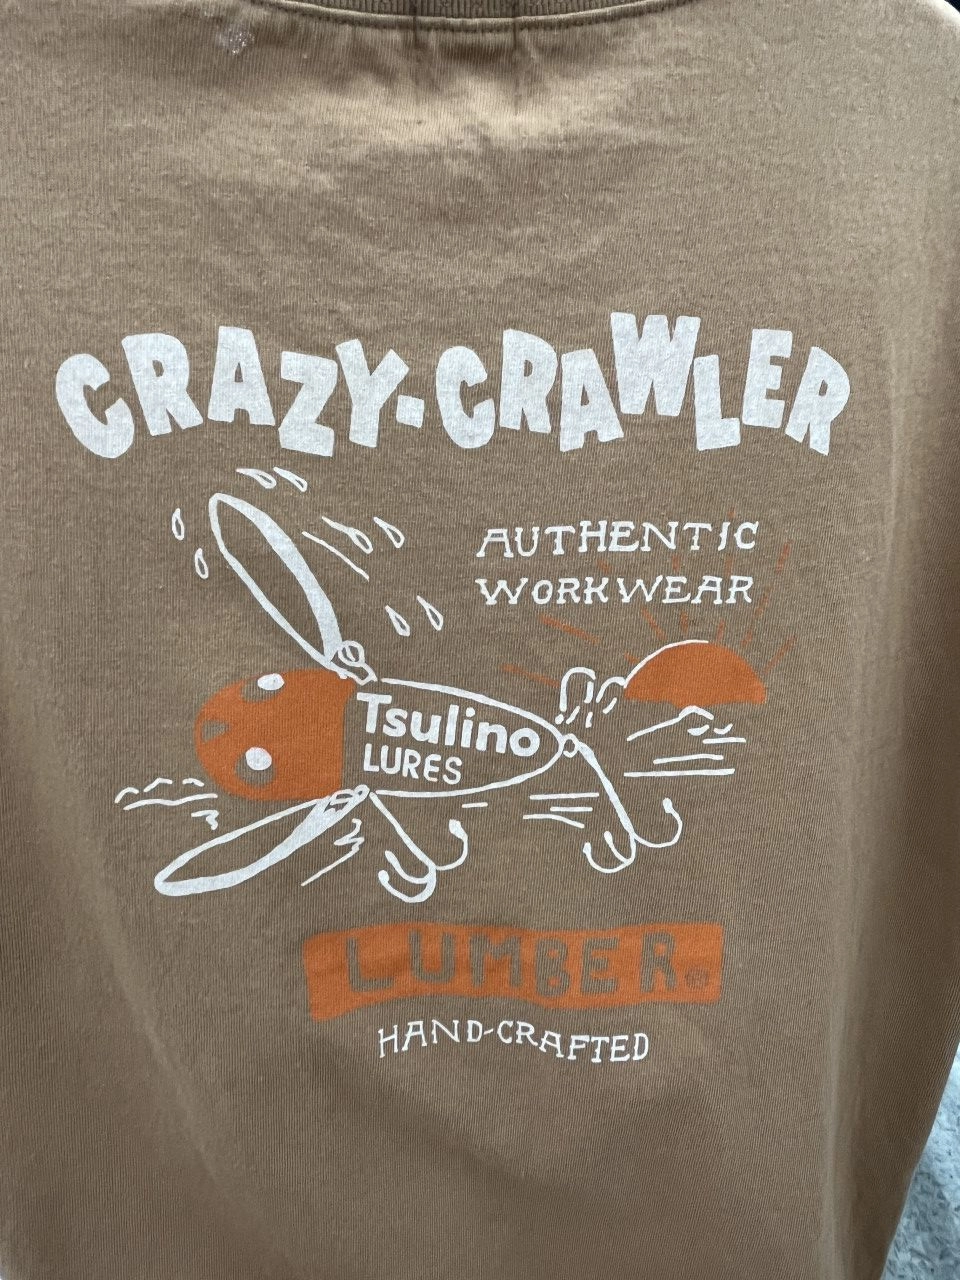 CRAZY-CRAWLER
AUTHENTIC
WORKWEAR
Tsulino
LURES
LUMBER®
HAND-CRAFTED